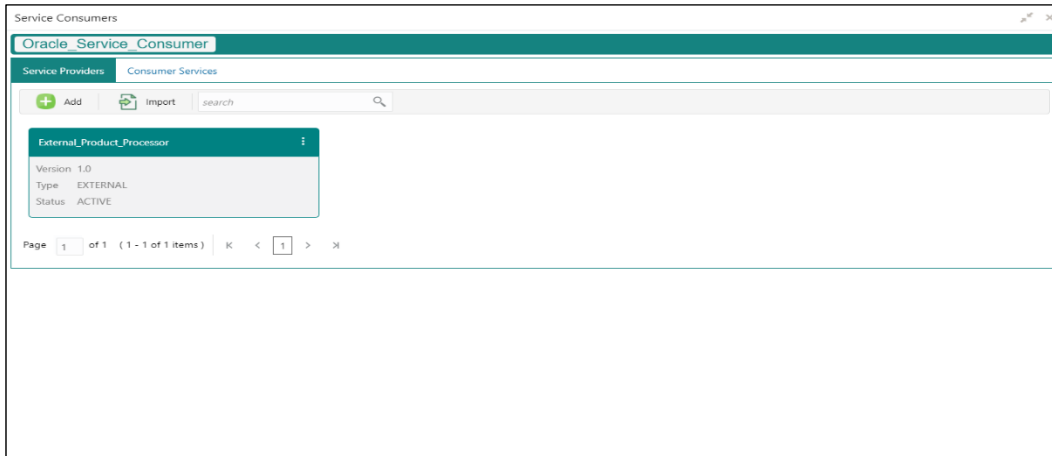 Service Consumers
Oracle_Service_Consumer
Service Providers Consumer Services
Add Import search
External_Product_Processor
Version 1.0
Type EXTERNAL
Status ACTIVE
Page 1 of 1 (1 - 1 of 1 items) K < 1 > >|